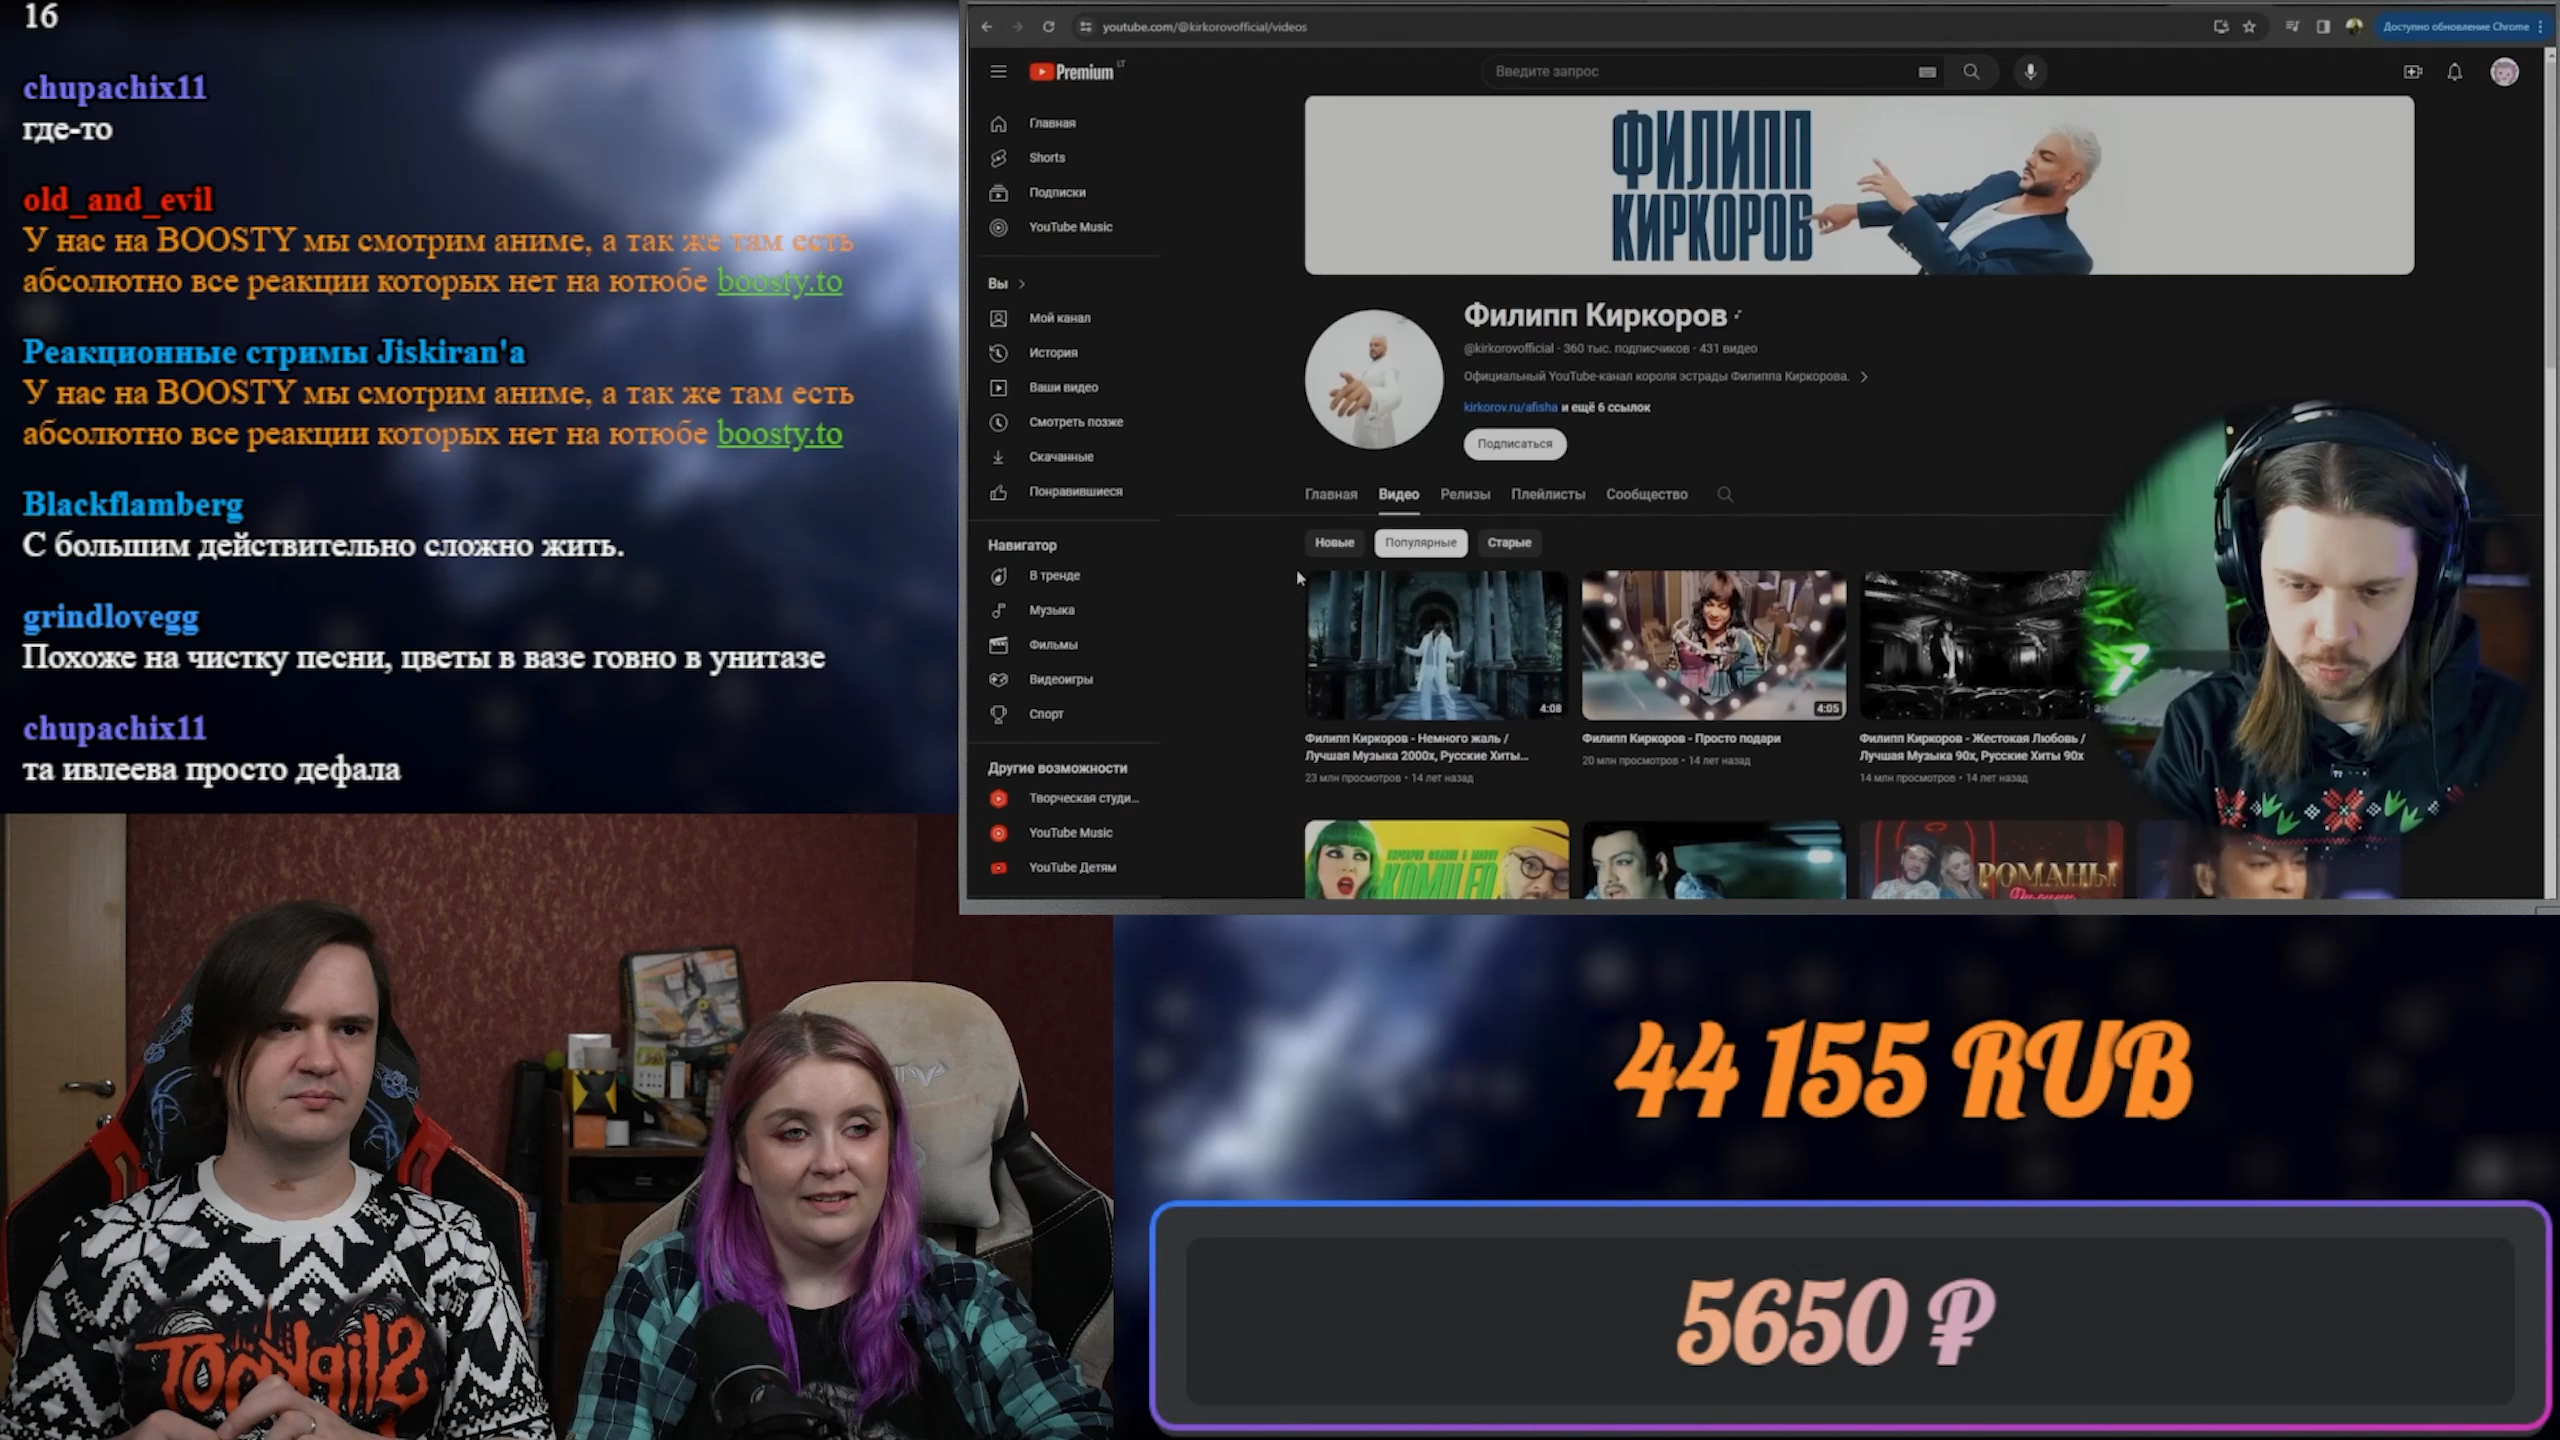 16
chupachix11
где-то
old_and_evil
У нас на BOOSTY мы смотрим аниме, а так же там есть
абсолютно все реакции которых нет на ютюбе boosty.to
Реакционные стримы Jiskiran'a
У нас на BOOSTY мы смотрим аниме, а так же там есть
абсолютно все реакции которых нет на ютюбе boosty.to
Blackflamberg
С большим действительно сложно жить.
grindlovegg
Похоже на чистку песни, цветы в вазе говно в унитазе
chupachix11
та ивлеева просто дефала
youtube.com/@kirkorovofficial/videos
Доступно обновление Chrome
Premium LT
Введите запрос
Главная
Shorts
Подписки
YouTube Music
Вы
Мой канал
История
Ваши видео
Смотреть позже
Скачанные
Понравившиеся
Навигатор
В тренде
Музыка
Фильмы
Видеоигры
Спорт
Другие возможности
Творческая студи...
YouTube Music
YouTube Детям
ФИЛИПП
КИРКОРОВ
Филипп Киркоров
@kirkorovofficial · 360 тыс. подписчиков · 431 видео
Официальный YouTube-канал короля эстрады Филиппа Киркорова.
kirkorov.ru/afisha и ещё 6 ссылок
Подписаться
Главная Видео Релизы Плейлисты Сообщество
Новые Популярные Старые
4:08
4:05
Филипп Киркоров - Немного жаль /
Лучшая Музыка 2000х, Русские Хиты...
23 млн просмотров · 14 лет назад
Филипп Киркоров - Просто подари
20 млн просмотров · 14 лет назад
Филипп Киркоров - Жестокая Любовь /
Лучшая Музыка 90х, Русские Хиты 90х
14 млн просмотров · 14 лет назад
РОМАНЫ
44 155 RUB
5650 ₽